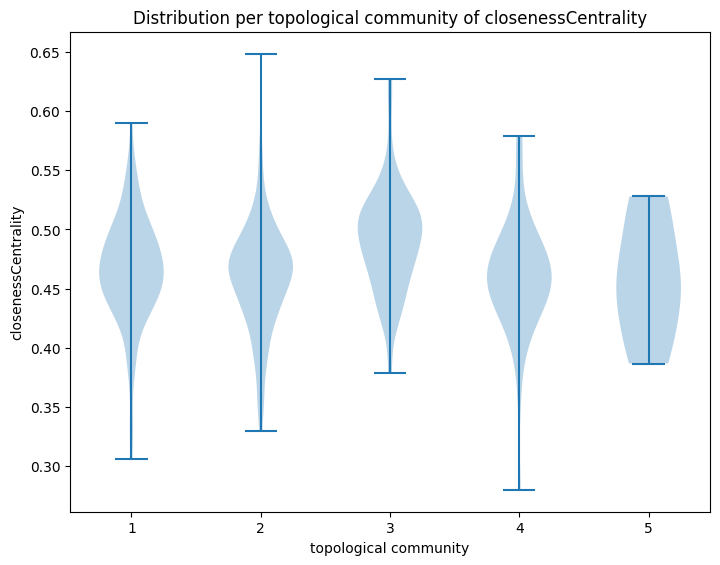 Distribution per topological community of closenessCentrality
closenessCentrality
0.65
0.60
0.55
0.50
0.45
0.40
0.35
0.30
1 2 3 4 5
topological community